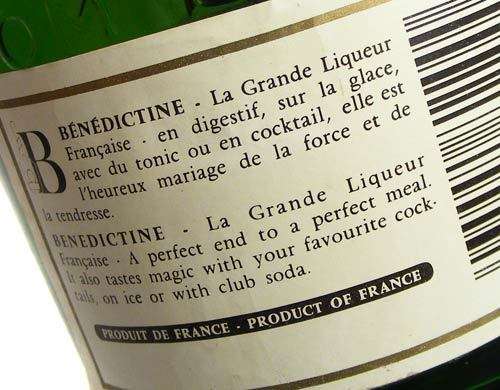 BÉNÉDICTINE - La Grande Liqueur
Française - en digestif, sur la glace,
avec du tonic ou en cocktail, elle est
l'heureux mariage de la force et de
la tendresse.
BENEDICTINE - La Grande Liqueur
Française - A perfect end to a perfect meal.
It also tastes magic with your favourite cock-
tails, on ice or with club soda.
PRODUIT DE FRANCE - PRODUCT OF FRANCE